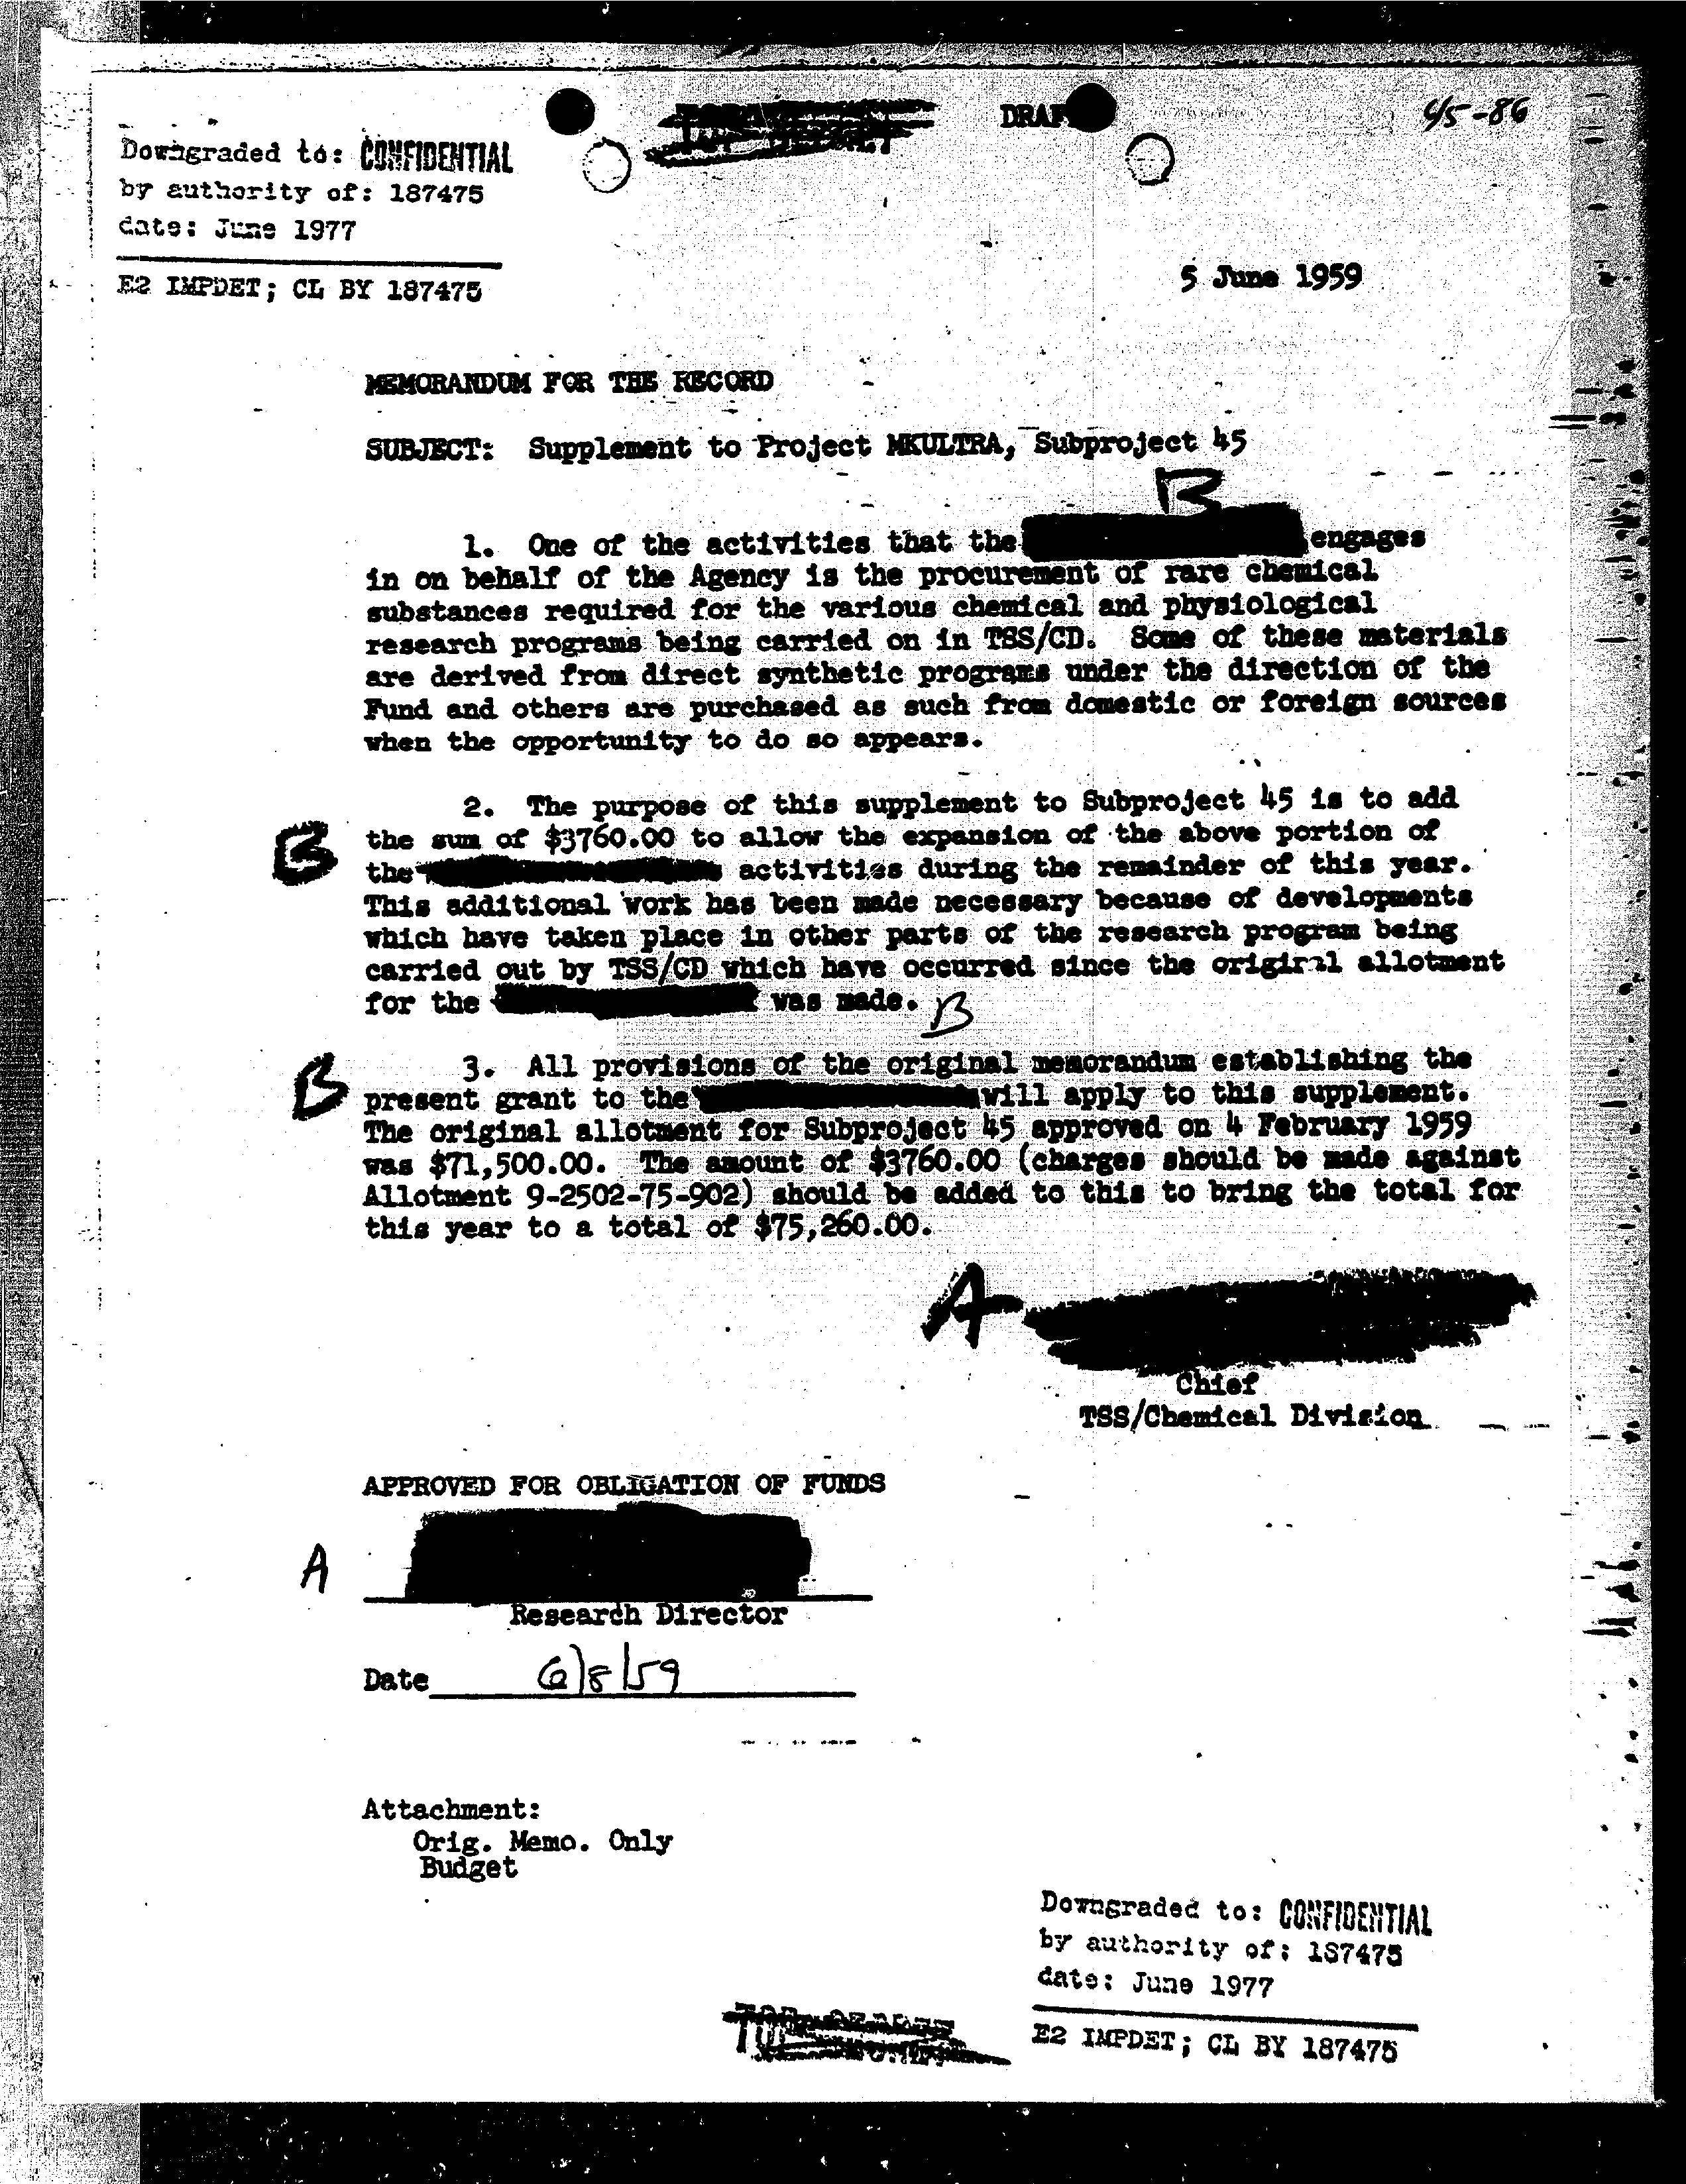 45-86
DRAF
Downgraded to: CONFIDENTIAL
by authority of: 187475
date: June 1977
E2 IMPDET; CL BY 187475
5 June 1959
MEMORANDUM FOR THE RECORD
SUBJECT: Supplement to Project MKULTRA, Subproject 45
B
1. One of the activities that the engages
in on behalf of the Agency is the procurement of rare chemical
substances required for the various chemical and physiological
research programs being carried on in TSS/CD. Some of these materials
are derived from direct synthetic programs under the direction of the
Fund and others are purchased as such from domestic or foreign sources
when the opportunity to do so appears.
2. The purpose of this supplement to Subproject 45 is to add
the sum of $3760.00 to allow the expansion of the above portion of
B the activities during the remainder of this year.
This additional work has been made necessary because of developments
which have taken place in other parts of the research program being
carried out by TSS/CD which have occurred since the original allotment
for the was made. B
3. All provisions of the original memorandum establishing the
B present grant to the will apply to this supplement.
The original allotment for Subproject 45 approved on 4 February 1959
was $71,500.00. The amount of $3760.00 (charges should be made against
Allotment 9-2502-75-902) should be added to this to bring the total for
this year to a total of $75,260.00.
A
Chief
TSS/Chemical Division
APPROVED FOR OBLIGATION OF FUNDS
A
Research Director
Date 6/8/59
Attachment:
Orig. Memo. Only
Budget
Downgraded to: CONFIDENTIAL
by authority of: 187475
date: June 1977
E2 IMPDET; CL BY 187475